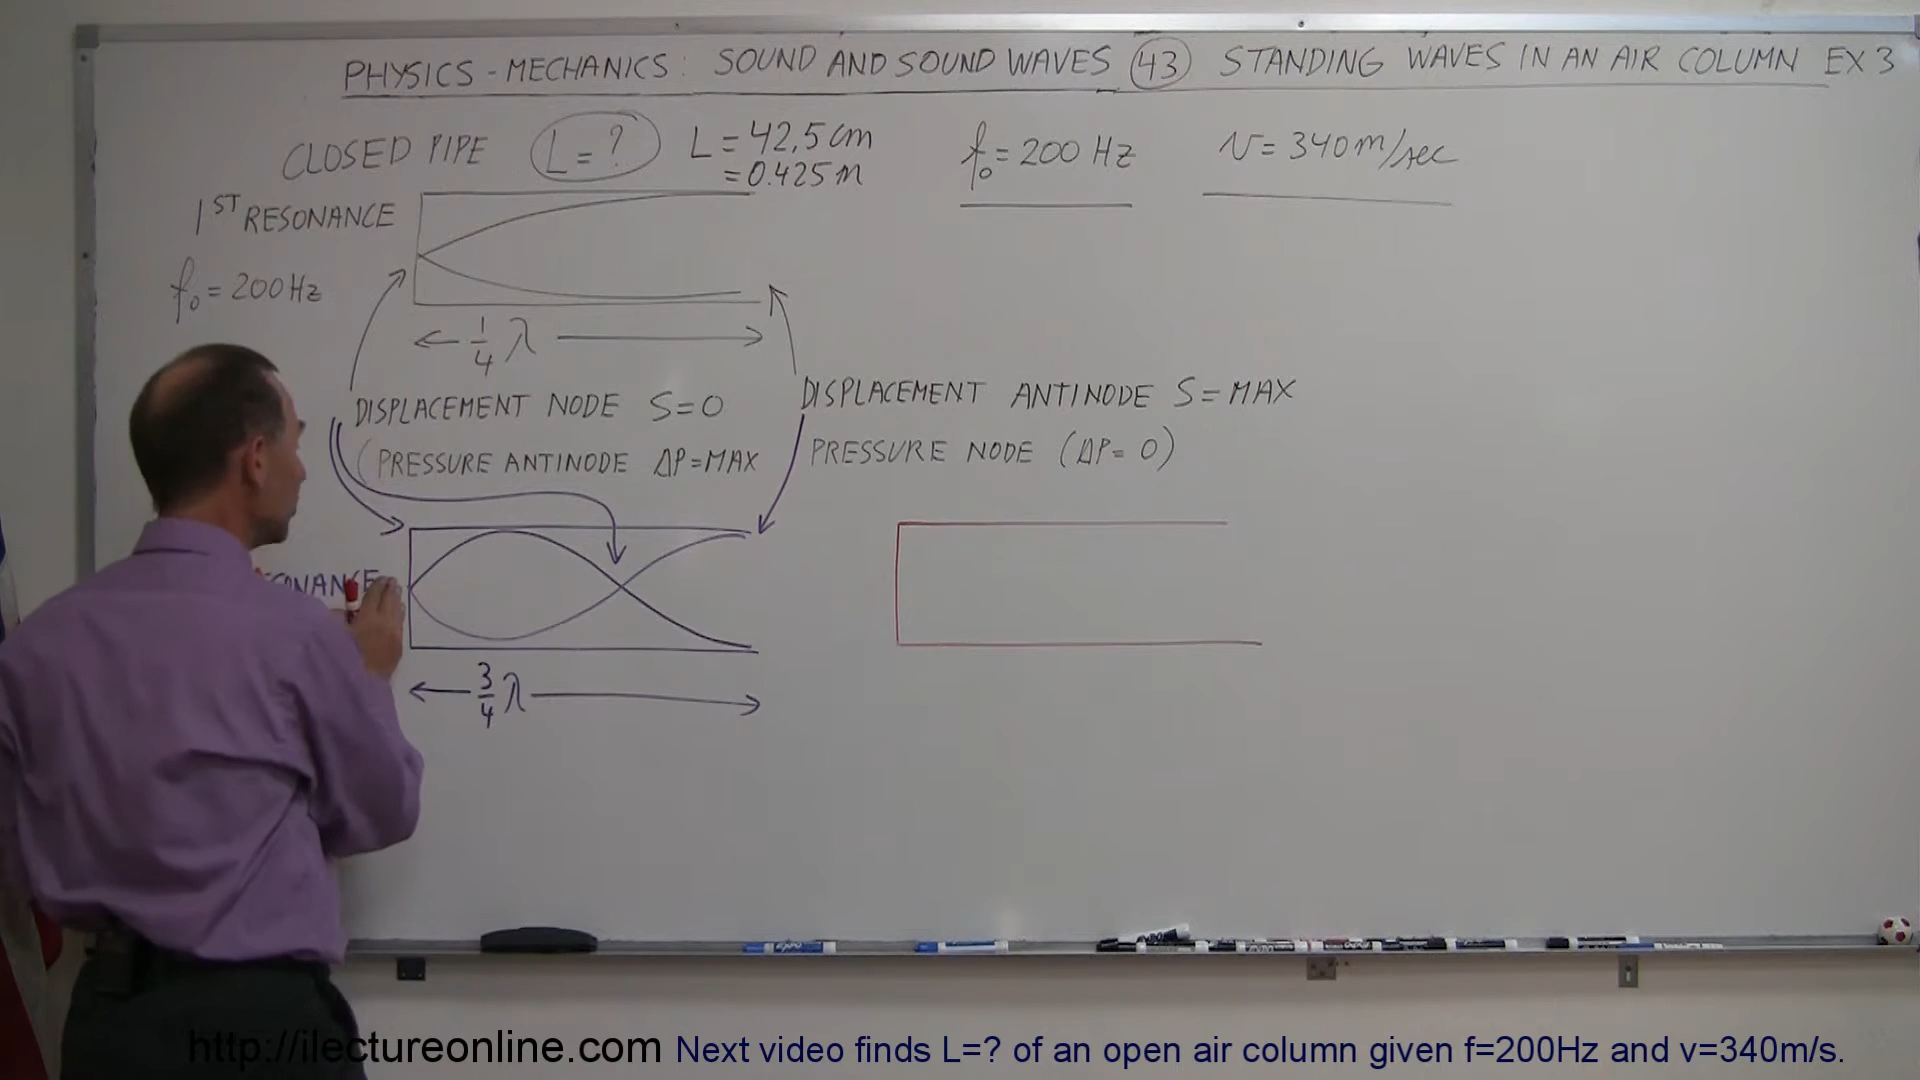 PHYSICS - MECHANICS: SOUND AND SOUND WAVES (43) STANDING WAVES IN AN AIR COLUMN EX 3
CLOSED PIPE L = ? L = 42,5 cm f₀ = 200 Hz v = 340 m/sec
= 0.425 m
1ST RESONANCE
f₀ = 200 Hz
1/4 λ
DISPLACEMENT NODE S = 0
(PRESSURE ANTINODE ΔP = MAX
DISPLACEMENT ANTINODE S = MAX
PRESSURE NODE (ΔP = 0)
3/4 λ
http://ilectureonline.com Next video finds L=? of an open air column given f=200Hz and v=340m/s.